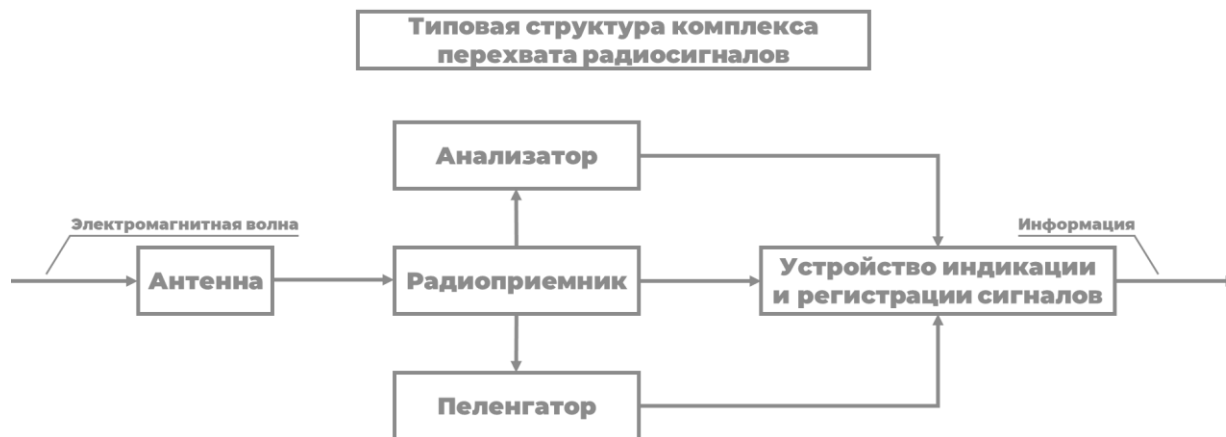 Типовая структура комплекса
перехвата радиосигналов
Анализатор
Электромагнитная волна
Информация
Антенна
Радиоприемник
Устройство индикации
и регистрации сигналов
Пеленгатор